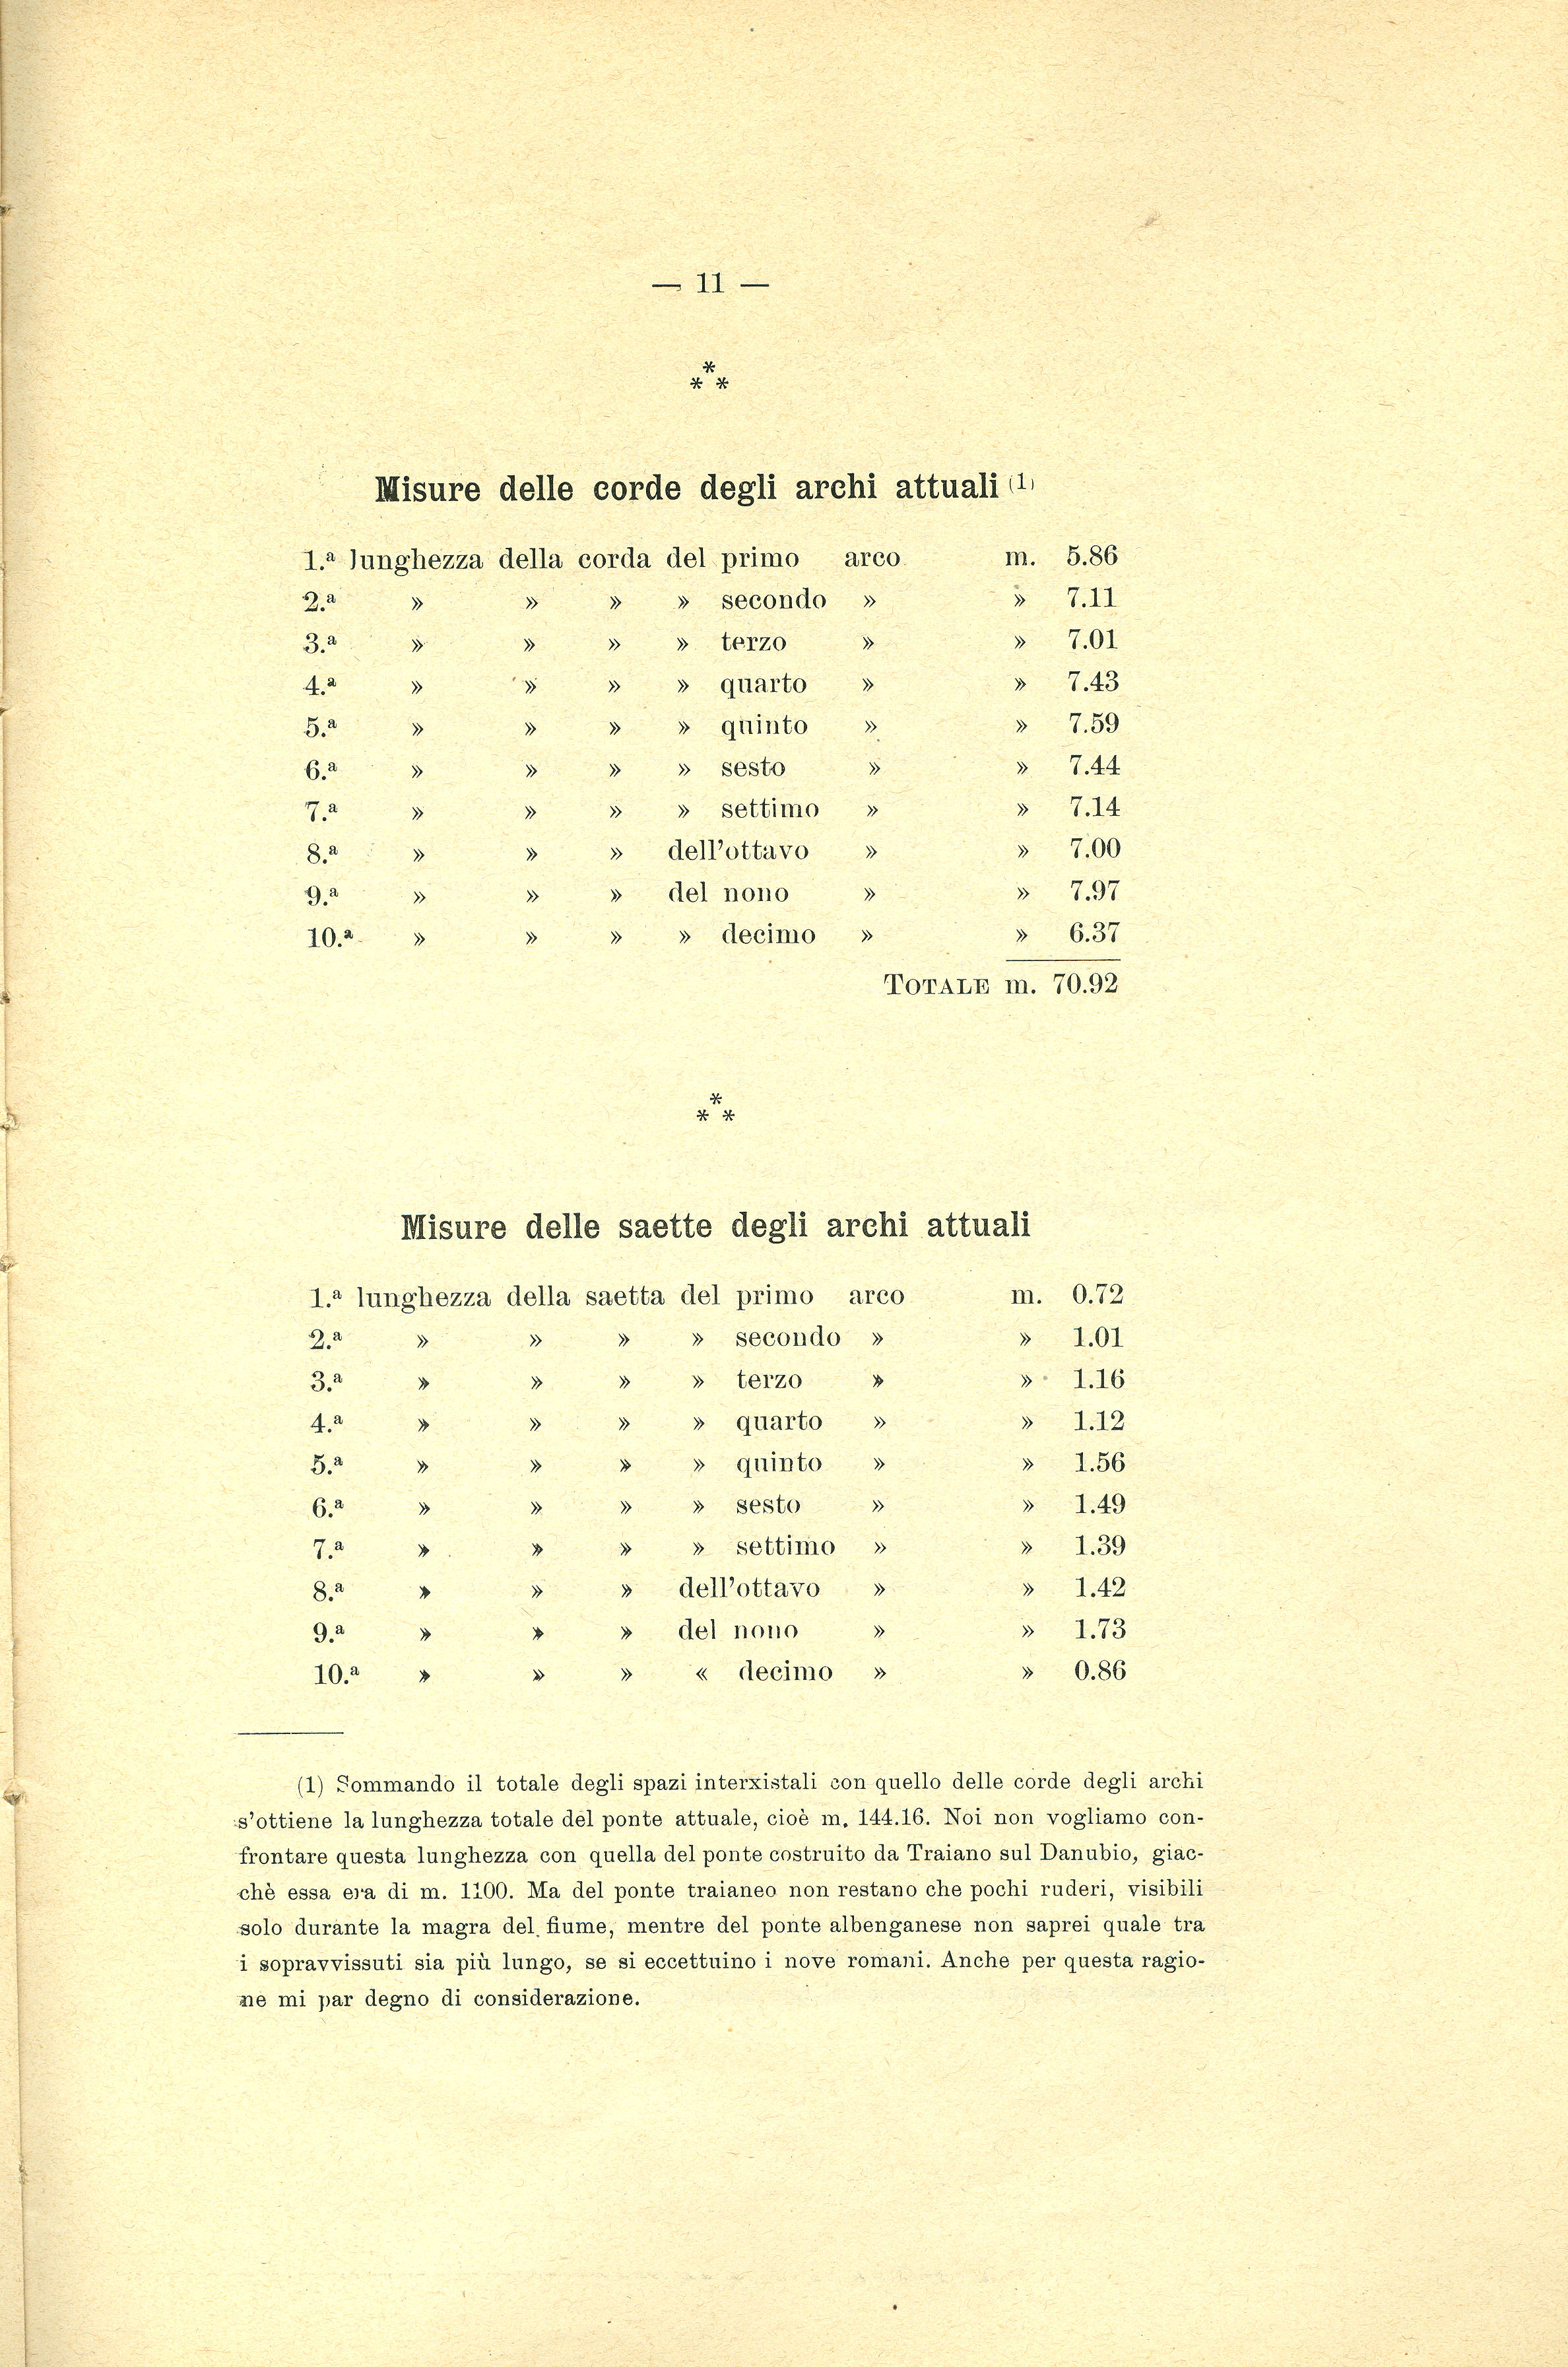 — 11 —
*
* *
Misure delle corde degli archi attuali (1)
1.ª lunghezza della corda del primo arco m. 5.86
2.ª » » » » secondo » » 7.11
3.ª » » » » terzo » » 7.01
4.ª » » » » quarto » » 7.43
5.ª » » » » quinto » » 7.59
6.ª » » » » sesto » » 7.44
7.ª » » » » settimo » » 7.14
8.ª » » » dell'ottavo » » 7.00
9.ª » » » del nono » » 7.97
10.ª » » » » decimo » » 6.37
TOTALE m. 70.92
*
* *
Misure delle saette degli archi attuali
1.ª lunghezza della saetta del primo arco m. 0.72
2.ª » » » » secondo » » 1.01
3.ª » » » » terzo » » 1.16
4.ª » » » » quarto » » 1.12
5.ª » » » » quinto » » 1.56
6.ª » » » » sesto » » 1.49
7.ª » » » » settimo » » 1.39
8.ª » » » dell'ottavo » » 1.42
9.ª » » » del nono » » 1.73
10.ª » » » « decimo » » 0.86
(1) Sommando il totale degli spazi interxistali con quello delle corde degli archi
s'ottiene la lunghezza totale del ponte attuale, cioè m. 144.16. Noi non vogliamo con-
frontare questa lunghezza con quella del ponte costruito da Traiano sul Danubio, giac-
chè essa era di m. 1100. Ma del ponte traianeo non restano che pochi ruderi, visibili
solo durante la magra del fiume, mentre del ponte albenganese non saprei quale tra
i sopravvissuti sia più lungo, se si eccettuino i nove romani. Anche per questa ragio-
ne mi par degno di considerazione.